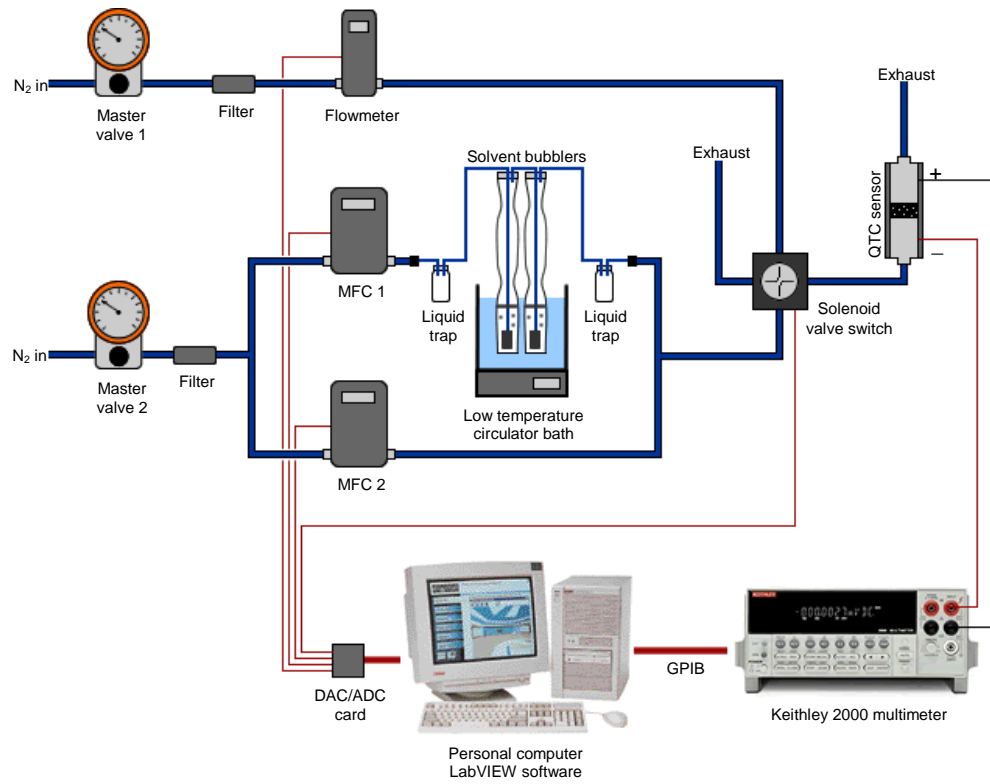 N₂ in
Master
valve 1
Filter
Flowmeter
Exhaust
Exhaust
Solvent bubblers
QTC sensor
+
−
MFC 1
Liquid
trap
Liquid
trap
Solenoid
valve switch
N₂ in
Master
valve 2
Filter
Low temperature
circulator bath
MFC 2
DAC/ADC
card
GPIB
KEITHLEY
Keithley 2000 multimeter
Personal computer
LabVIEW software